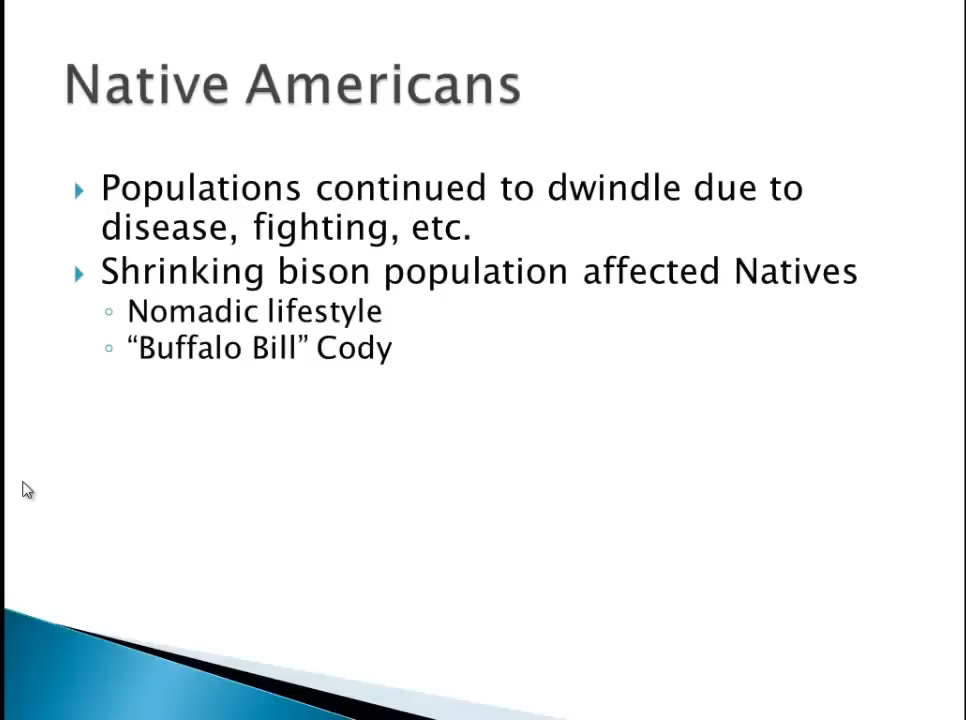 Native Americans
Populations continued to dwindle due to
disease, fighting, etc.
Shrinking bison population affected Natives
Nomadic lifestyle
“Buffalo Bill” Cody